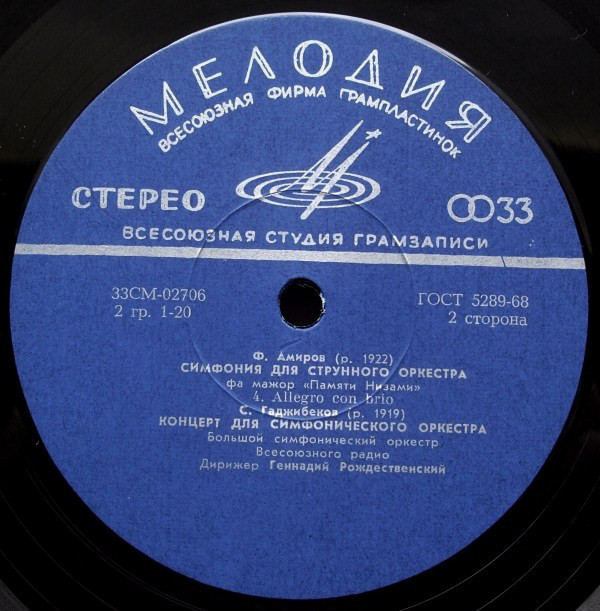 МЕЛОДИЯ
ВСЕСОЮЗНАЯ ФИРМА ГРАМПЛАСТИНОК
СТЕРЕО
33
ВСЕСОЮЗНАЯ СТУДИЯ ГРАМЗАПИСИ
33СМ-02706
ГОСТ 5289-68
2 гр. 1-20
2 сторона
Ф. Амиров (р. 1922)
СИМФОНИЯ ДЛЯ СТРУННОГО ОРКЕСТРА
фа мажор «Памяти Низами»
4. Allegro con brio
С. Гаджибеков (р. 1919)
КОНЦЕРТ ДЛЯ СИМФОНИЧЕСКОГО ОРКЕСТРА
Большой симфонический оркестр
Всесоюзного радио
Дирижер Геннадий Рождественский